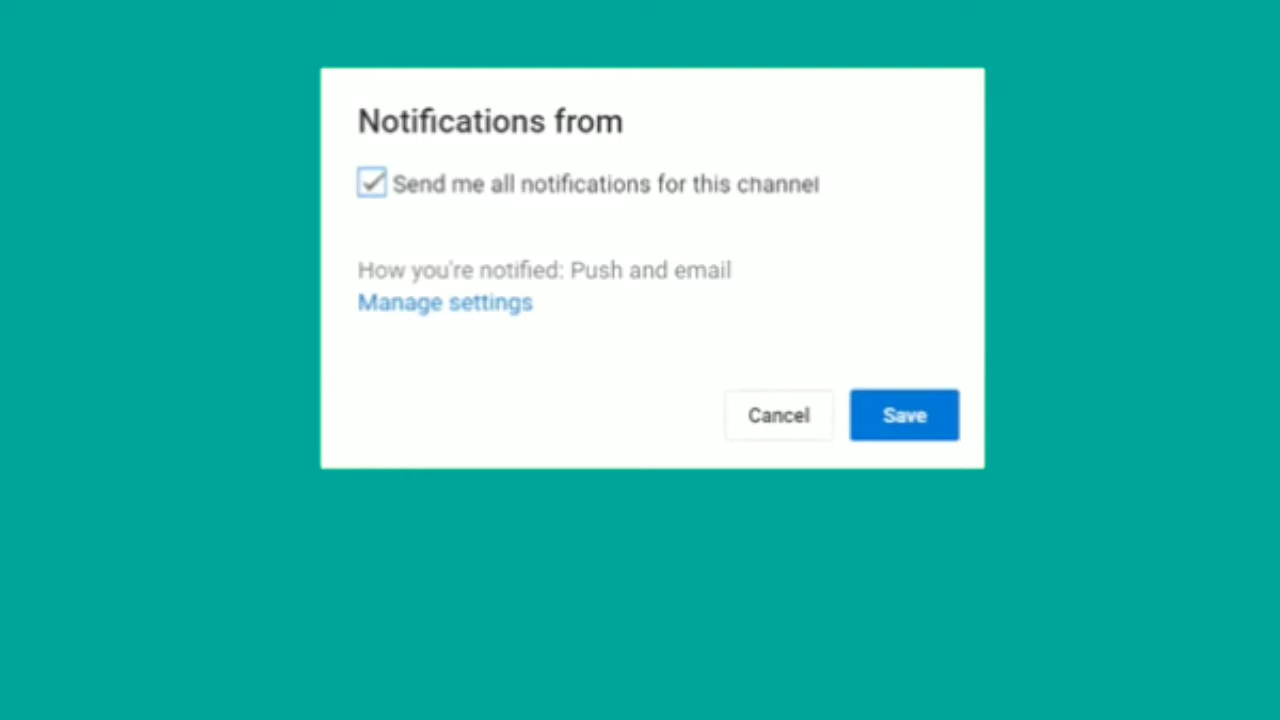 Notifications from
Send me all notifications for this channel
How you're notified: Push and email
Manage settings
Cancel
Save